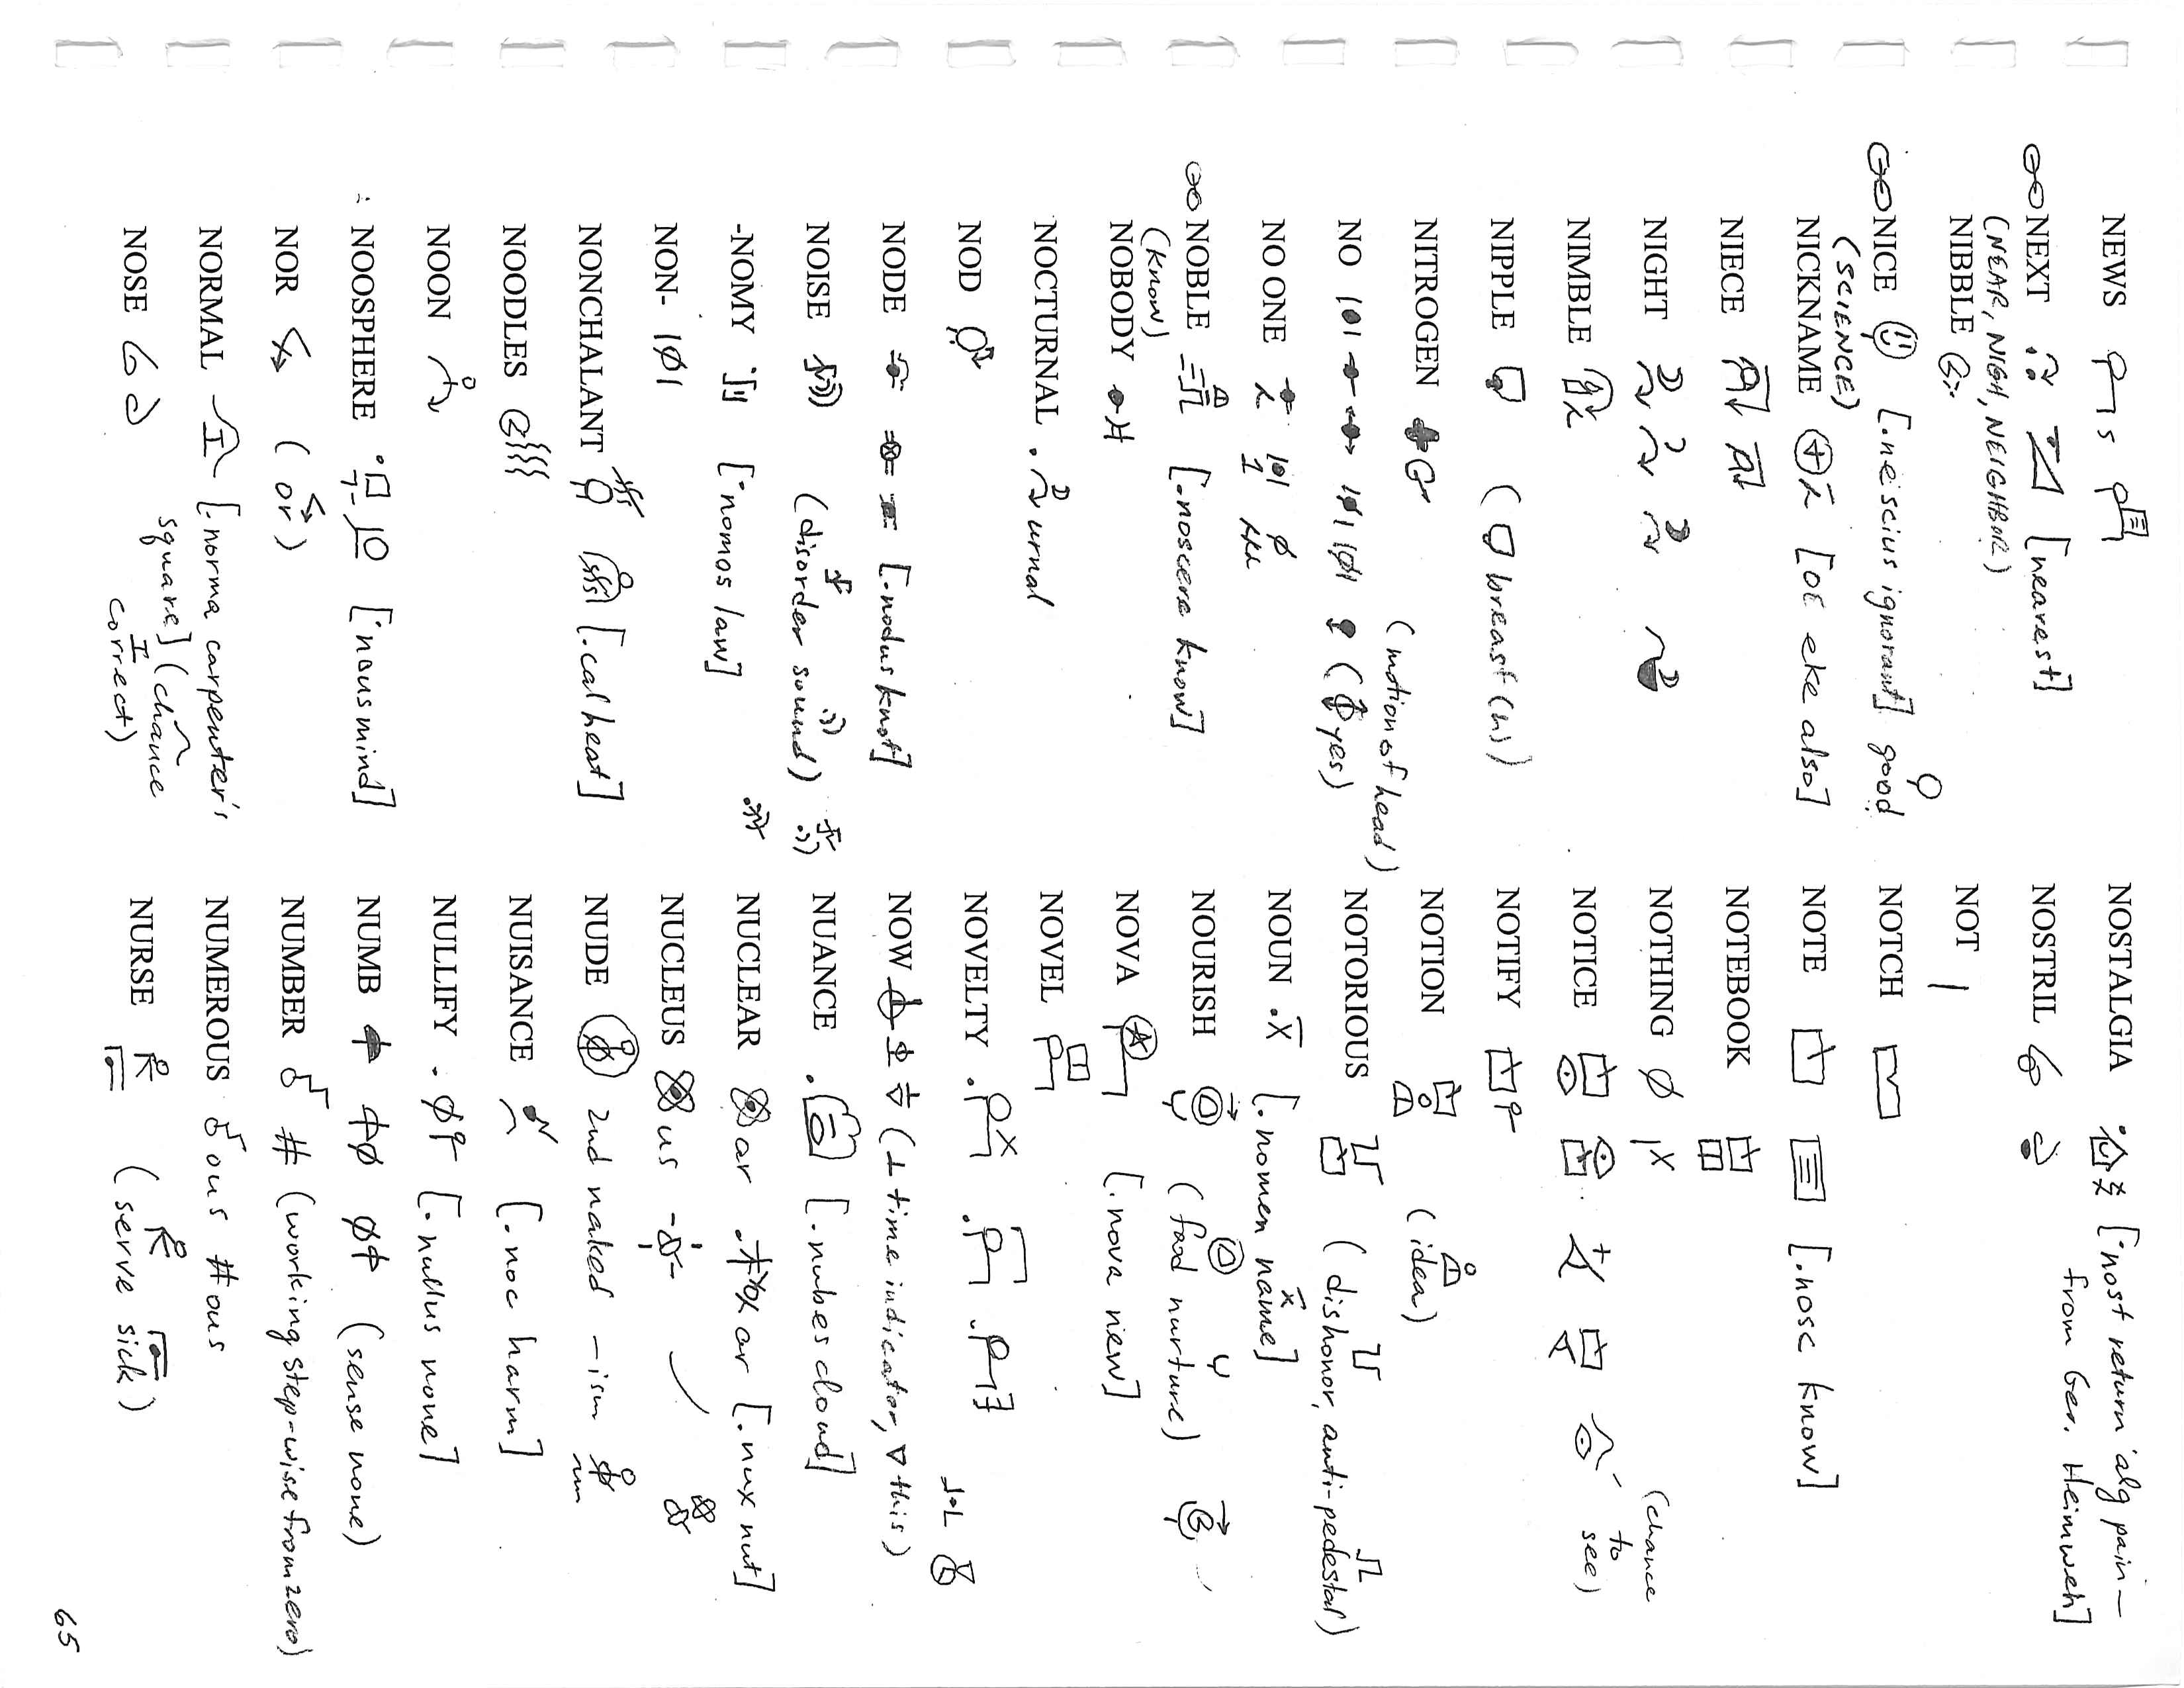 NEWS
NEXT [nearest]
(NEAR, NIGH, NEIGHBOR)
NIBBLE
NICE [.nescius ignorant] good
(SCIENCE)
NICKNAME [OE eke also]
NIECE
NIGHT
NIMBLE
NIPPLE (breast(n))
NITROGEN
(motion of head)
NO (yes)
NO ONE
NOBLE [.noscere know]
(know)
NOBODY
NOCTURNAL .urnal
NOD
NODE [.nodus knot]
NOISE (disorder sound)
-NOMY [˙nomos law]
NON-
NONCHALANT [.cal heat]
NOODLES
NOON
NOOSPHERE [˙nous mind]
NOR (or)
NORMAL [.norma carpenter's
square] (chance
correct)
NOSE
NOSTALGIA [˙nost return ˙alg pain—
from Ger. Heimweh]
NOSTRIL
NOT
NOTCH
NOTE [.nosc know]
NOTEBOOK
NOTHING
NOTICE
(chance
to
see)
NOTIFY
NOTION (idea)
NOTORIOUS (dishonor, anti-pedestal)
NOUN .X̄ [.nomen name]
NOURISH (food nurture)
NOVA [.nova new]
NOVEL
NOVELTY
NOW (⊥ time indicator, ▽ this)
NUANCE [.nubes cloud]
NUCLEAR ar ar [.nux nut]
NUCLEUS us
NUDE 2nd naked -ism
NUISANCE [.noc harm]
NULLIFY [.nullus none]
NUMB (sense none)
NUMBER # (working step-wise from zero)
NUMEROUS ous #ous
NURSE (serve sick)
65